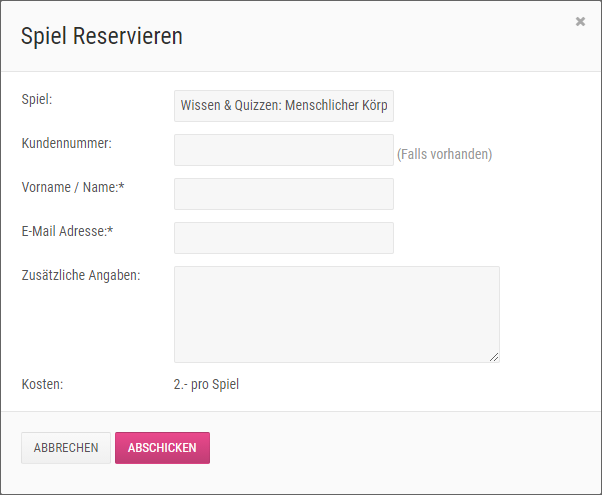 Spiel Reservieren
Spiel: Wissen & Quizzen: Menschlicher Körp
Kundennummer: (Falls vorhanden)
Vorname / Name:*
E-Mail Adresse:*
Zusätzliche Angaben:
Kosten: 2.- pro Spiel
ABBRECHEN ABSCHICKEN